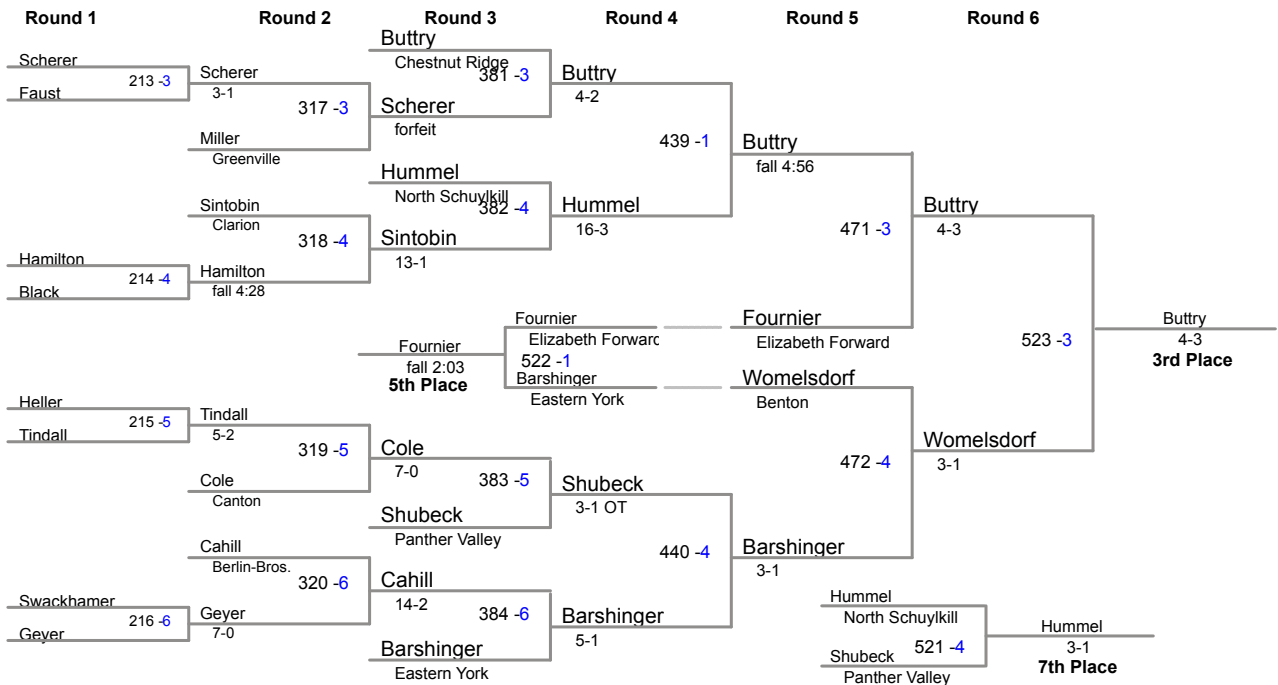 Round 1
Round 2
Round 3
Round 4
Round 5
Round 6
Scherer
213 -3
Faust
Scherer
3-1
317 -3
Miller
Greenville
Buttry
Chestnut Ridge
381 -3
Scherer
forfeit
Buttry
4-2
439 -1
Buttry
fall 4:56
Sintobin
Clarion
318 -4
Hamilton
214 -4
Black
Hamilton
fall 4:28
Hummel
North Schuylkill
382 -4
Sintobin
13-1
Hummel
16-3
471 -3
Buttry
4-3
Fournier
Elizabeth Forward
Fournier
fall 2:03
5th Place
Fournier
Elizabeth Forward
522 -1
Barshinger
Eastern York
Womelsdorf
Benton
523 -3
Buttry
4-3
3rd Place
Heller
215 -5
Tindall
Tindall
5-2
319 -5
Cole
Canton
Cole
7-0
383 -5
Shubeck
Panther Valley
Shubeck
3-1 OT
440 -4
Barshinger
3-1
472 -4
Womelsdorf
3-1
Cahill
Berlin-Bros.
320 -6
Swackhamer
216 -6
Geyer
Geyer
7-0
Cahill
14-2
384 -6
Barshinger
Eastern York
Barshinger
5-1
Hummel
North Schuylkill
521 -4
Shubeck
Panther Valley
Hummel
3-1
7th Place